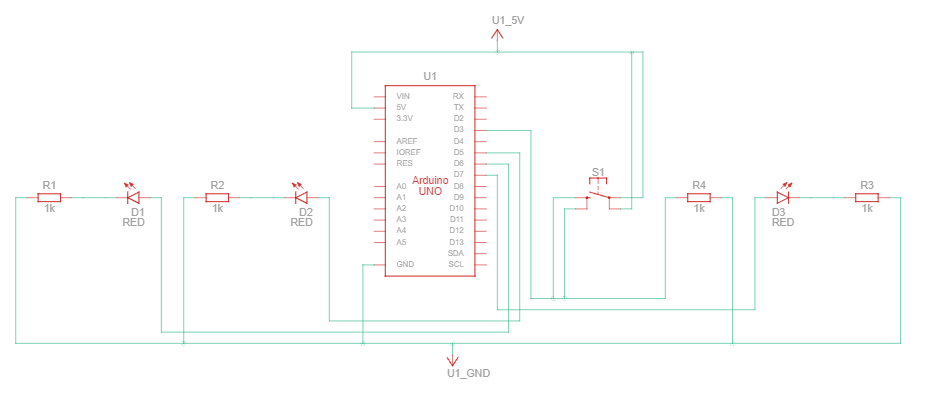 U1_5V
U1
VIN
5V
3.3V
AREF
IOREF
RES
A0
A1
A2
A3
A4
A5
GND
Arduino
UNO
RX
TX
D2
D3
D4
D5
D6
D7
D8
D9
D10
D11
D12
D13
SDA
SCL
R1
1k
D1
RED
R2
1k
D2
RED
S1
R4
1k
D3
RED
R3
1k
U1_GND